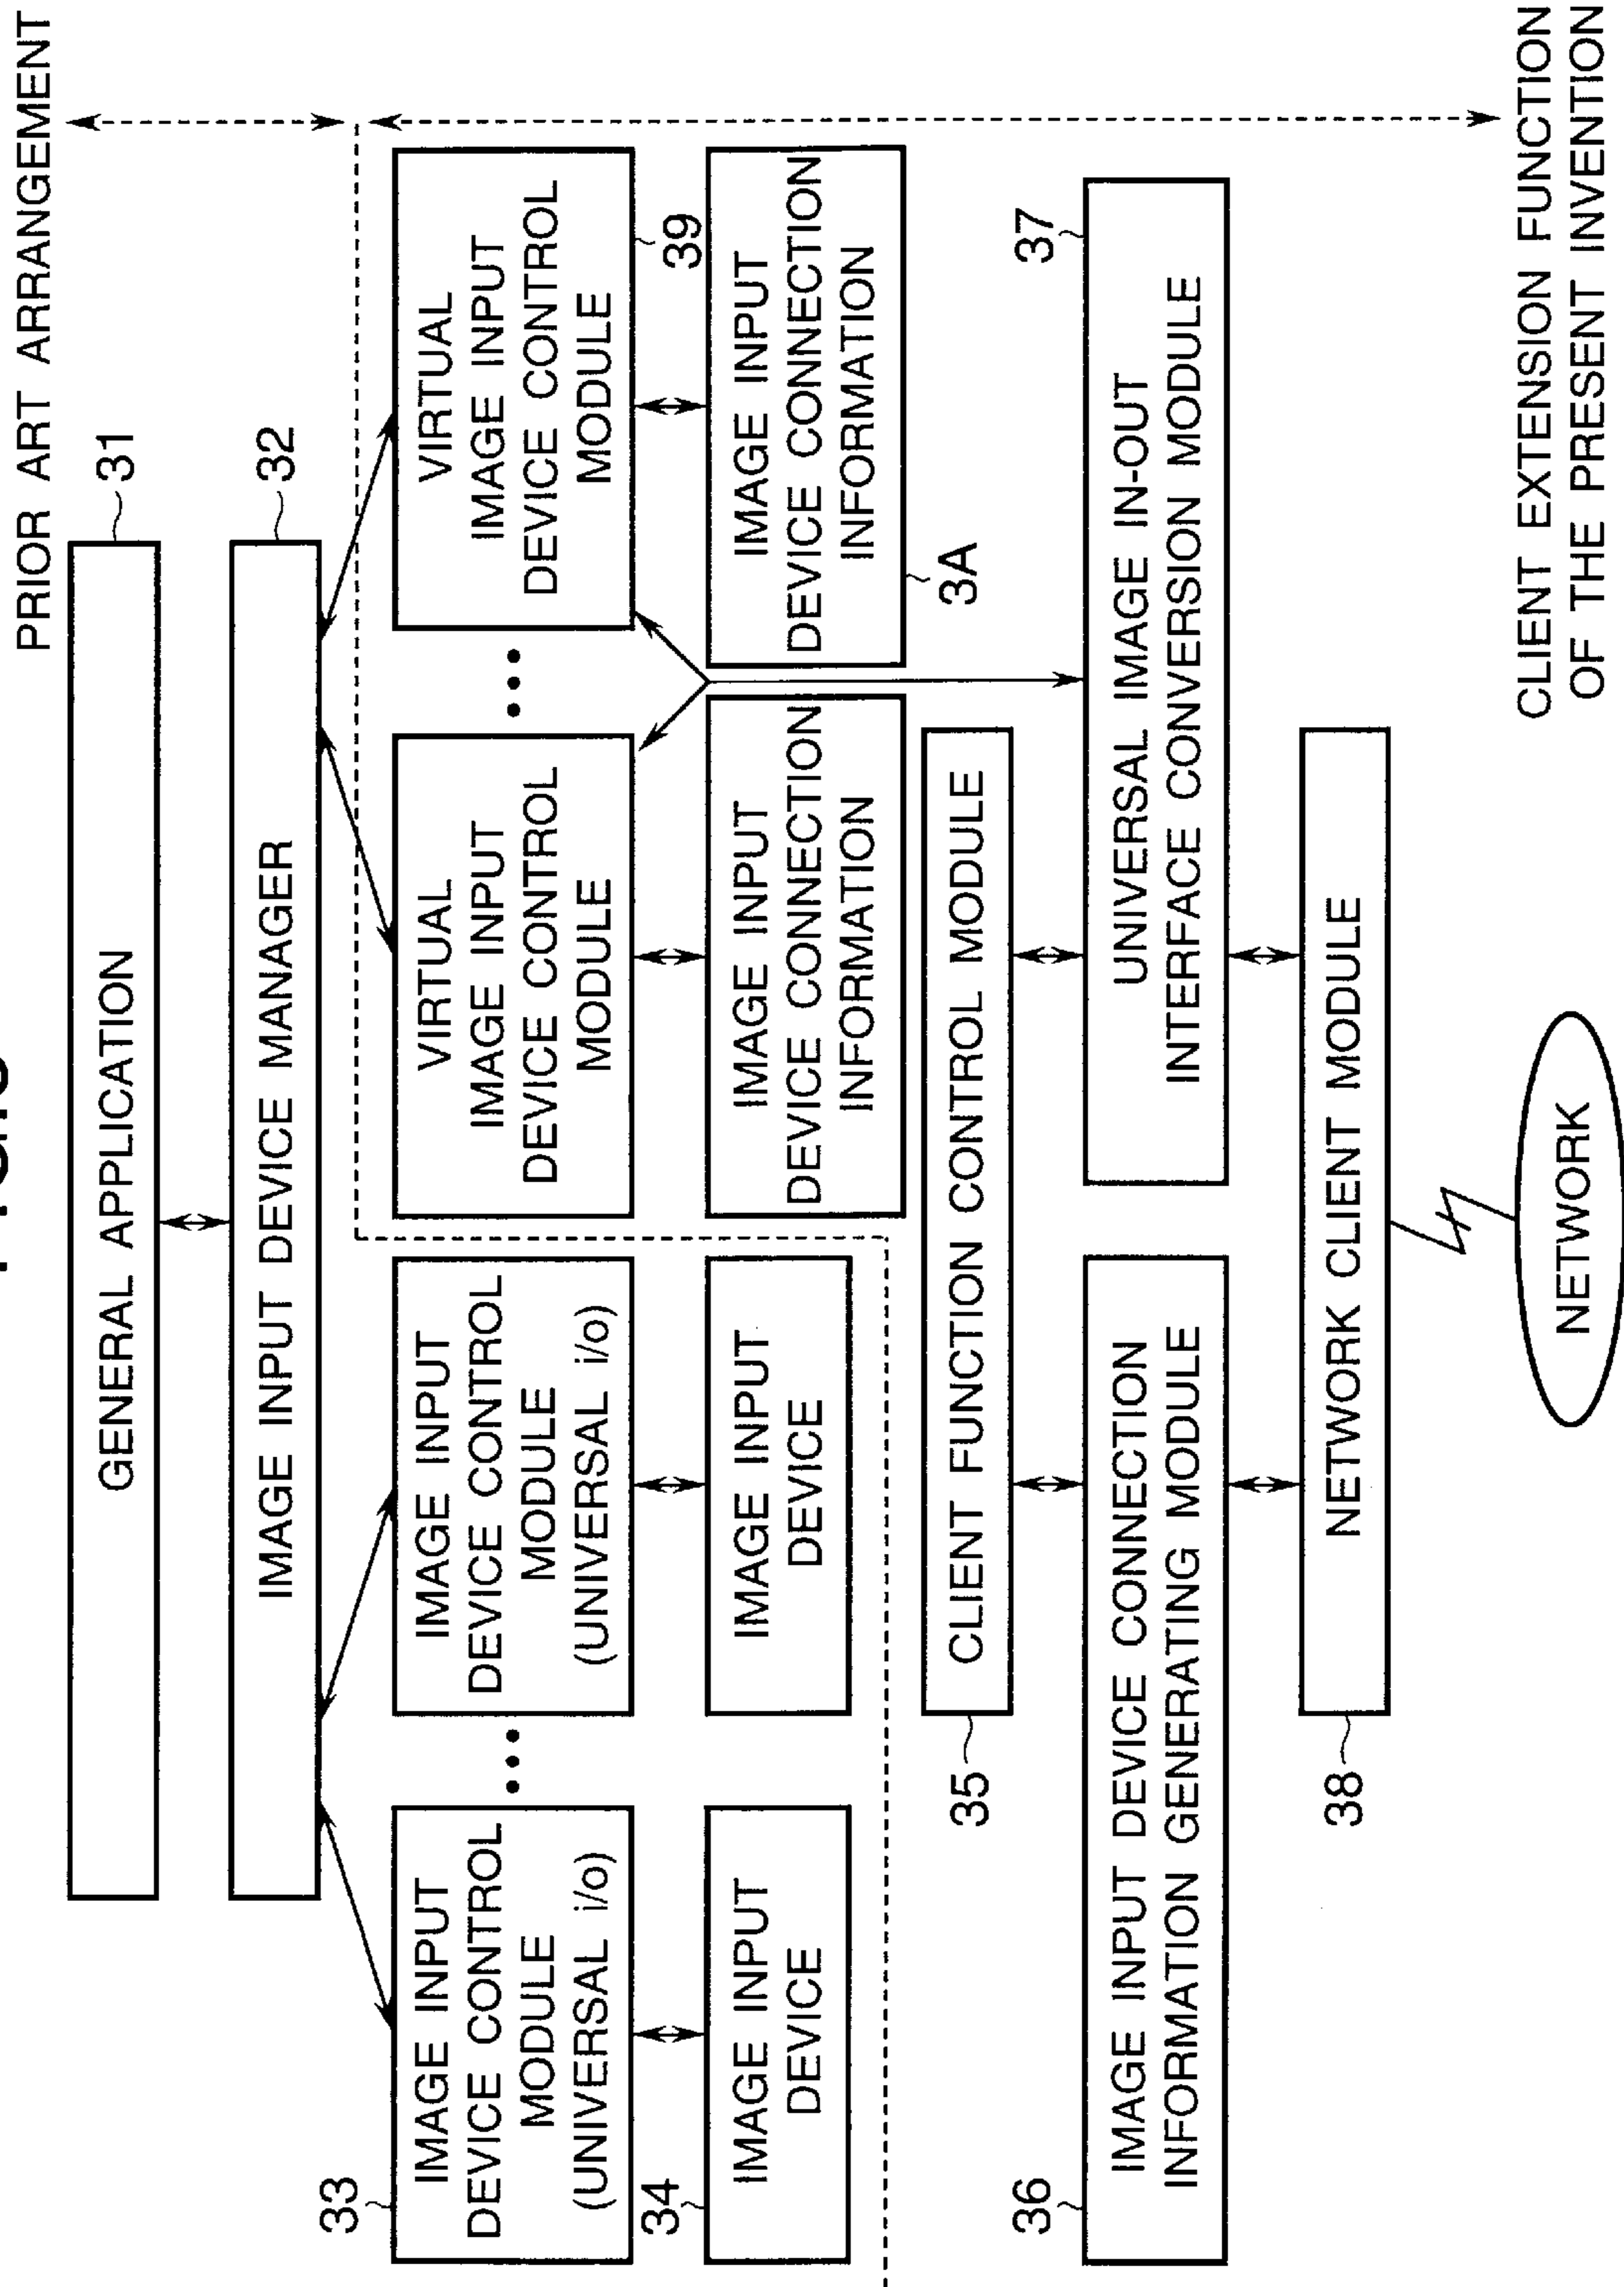 PRIOR ART ARRANGEMENT
GENERAL APPLICATION
31
IMAGE INPUT DEVICE MANAGER
32
33
IMAGE INPUT
DEVICE CONTROL
MODULE
(UNIVERSAL i/o)
...
IMAGE INPUT
DEVICE CONTROL
MODULE
(UNIVERSAL i/o)
VIRTUAL
IMAGE INPUT
DEVICE CONTROL
MODULE
...
VIRTUAL
IMAGE INPUT
DEVICE CONTROL
MODULE
39
34
IMAGE INPUT
DEVICE
IMAGE INPUT
DEVICE
IMAGE INPUT
DEVICE CONNECTION
INFORMATION
IMAGE INPUT
DEVICE CONNECTION
INFORMATION
3A
35
CLIENT FUNCTION CONTROL MODULE
36
IMAGE INPUT DEVICE CONNECTION
INFORMATION GENERATING MODULE
UNIVERSAL IMAGE IN-OUT
INTERFACE CONVERSION MODULE
37
38
NETWORK CLIENT MODULE
NETWORK
CLIENT EXTENSION FUNCTION
OF THE PRESENT INVENTION